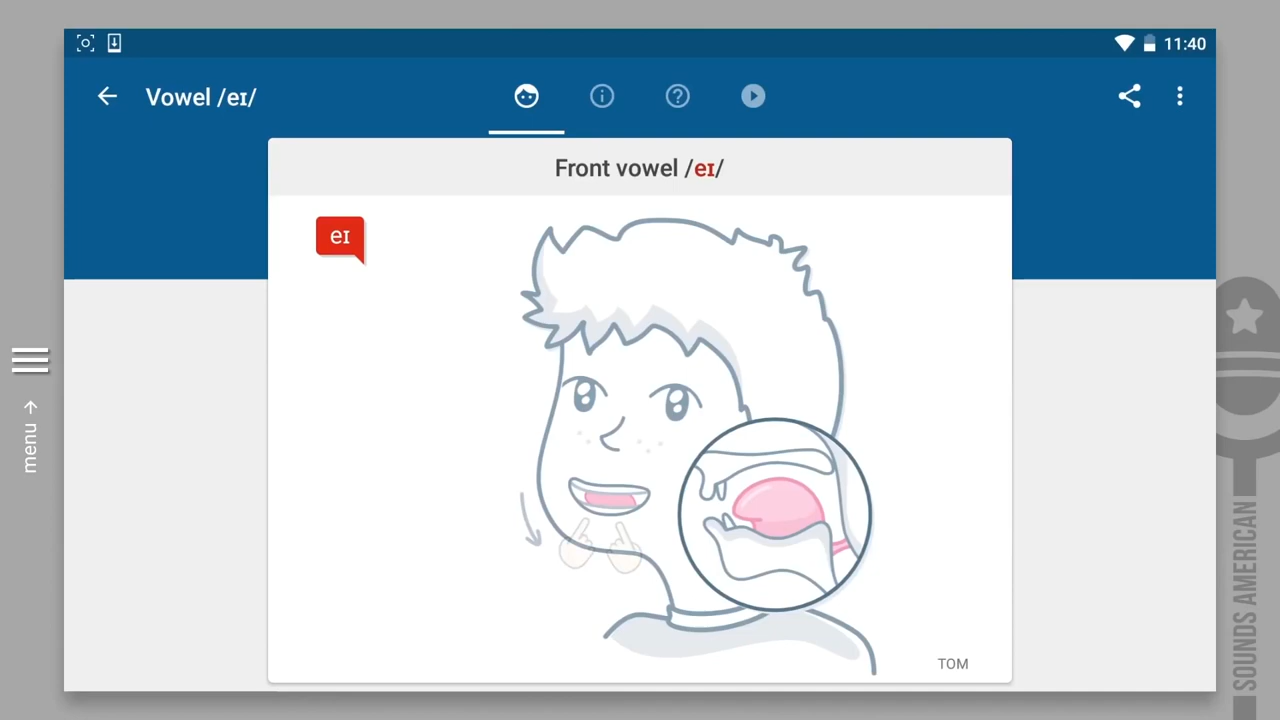 11:40
Vowel /eɪ/
Front vowel /eɪ/
eɪ
menu
SOUNDS AMERICAN
TOM